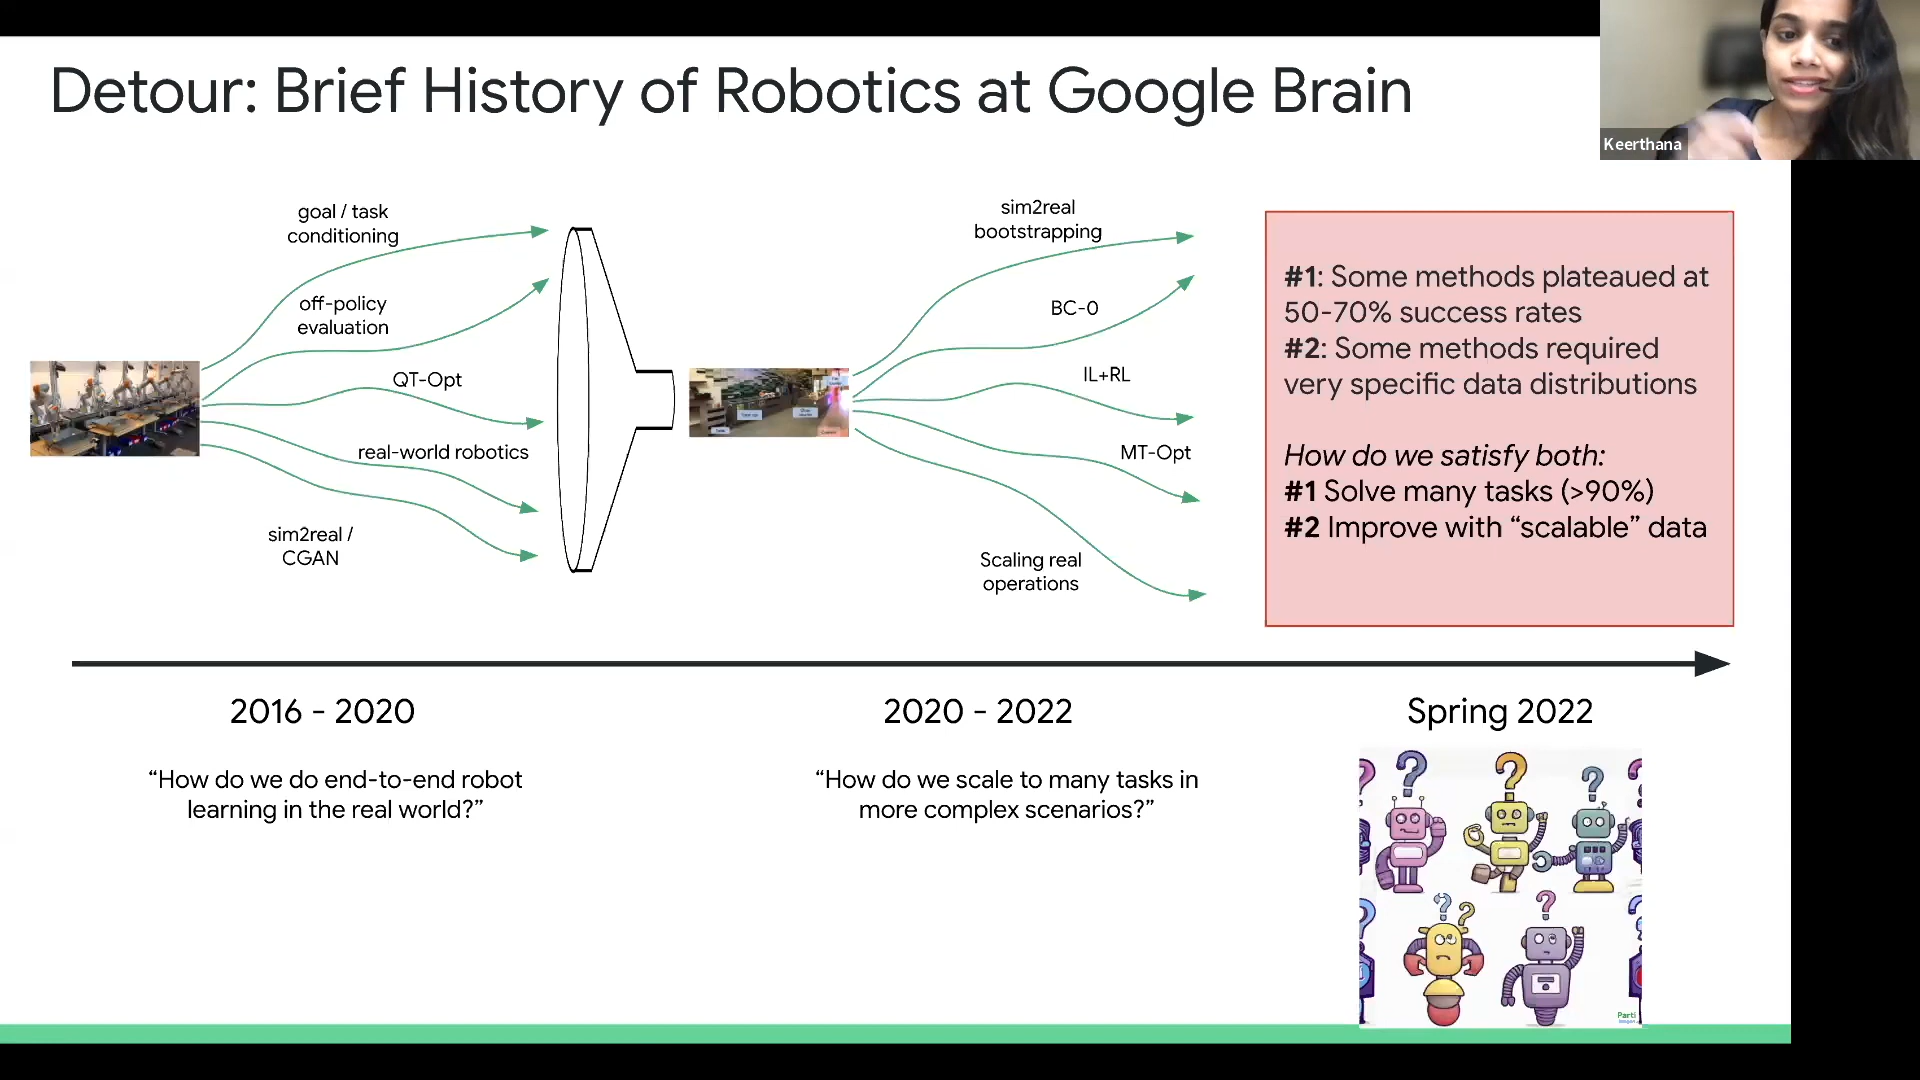 Detour: Brief History of Robotics at Google Brain
Keerthana
goal / task
conditioning
off-policy
evaluation
QT-Opt
real-world robotics
sim2real /
CGAN
sim2real
bootstrapping
BC-0
IL+RL
MT-Opt
Scaling real
operations
#1: Some methods plateaued at
50-70% success rates
#2: Some methods required
very specific data distributions
How do we satisfy both:
#1 Solve many tasks (>90%)
#2 Improve with “scalable” data
2016 - 2020
2020 - 2022
Spring 2022
“How do we do end-to-end robot
learning in the real world?”
“How do we scale to many tasks in
more complex scenarios?”
? ? ?
? ? ?
Parti